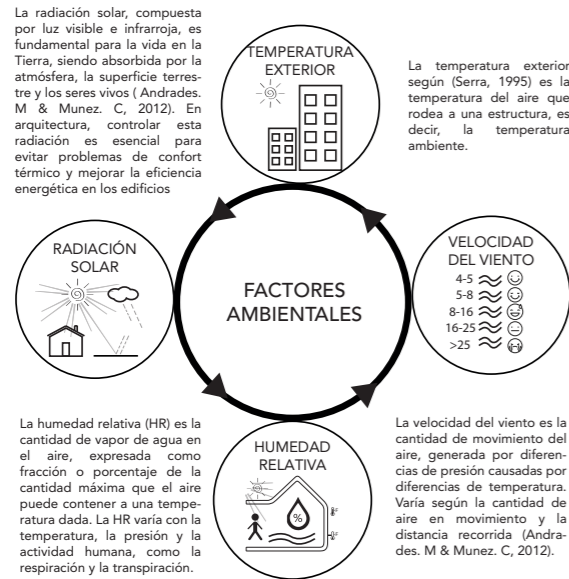 La radiación solar, compuesta
por luz visible e infrarroja, es
fundamental para la vida en la
Tierra, siendo absorbida por la
atmósfera, la superficie terres-
tre y los seres vivos ( Andrades.
M & Munez. C, 2012). En
arquitectura, controlar esta
radiación es esencial para
evitar problemas de confort
térmico y mejorar la eficiencia
energética en los edificios
TEMPERATURA
EXTERIOR
La temperatura exterior
según (Serra, 1995) es la
temperatura del aire que
rodea a una estructura, es
decir, la temperatura
ambiente.
RADIACIÓN
SOLAR
FACTORES
AMBIENTALES
VELOCIDAD
DEL VIENTO
4-5
5-8
8-16
16-25
>25
La humedad relativa (HR) es la
cantidad de vapor de agua en
el aire, expresada como
fracción o porcentaje de la
cantidad máxima que el aire
puede contener a una tempe-
ratura dada. La HR varía con la
temperatura, la presión y la
actividad humana, como la
respiración y la transpiración.
HUMEDAD
RELATIVA
%
La velocidad del viento es la
cantidad de movimiento del
aire, generada por diferen-
cias de presión causadas por
diferencias de temperatura.
Varía según la cantidad de
aire en movimiento y la
distancia recorrida (Andra-
des. M & Munez. C, 2012).